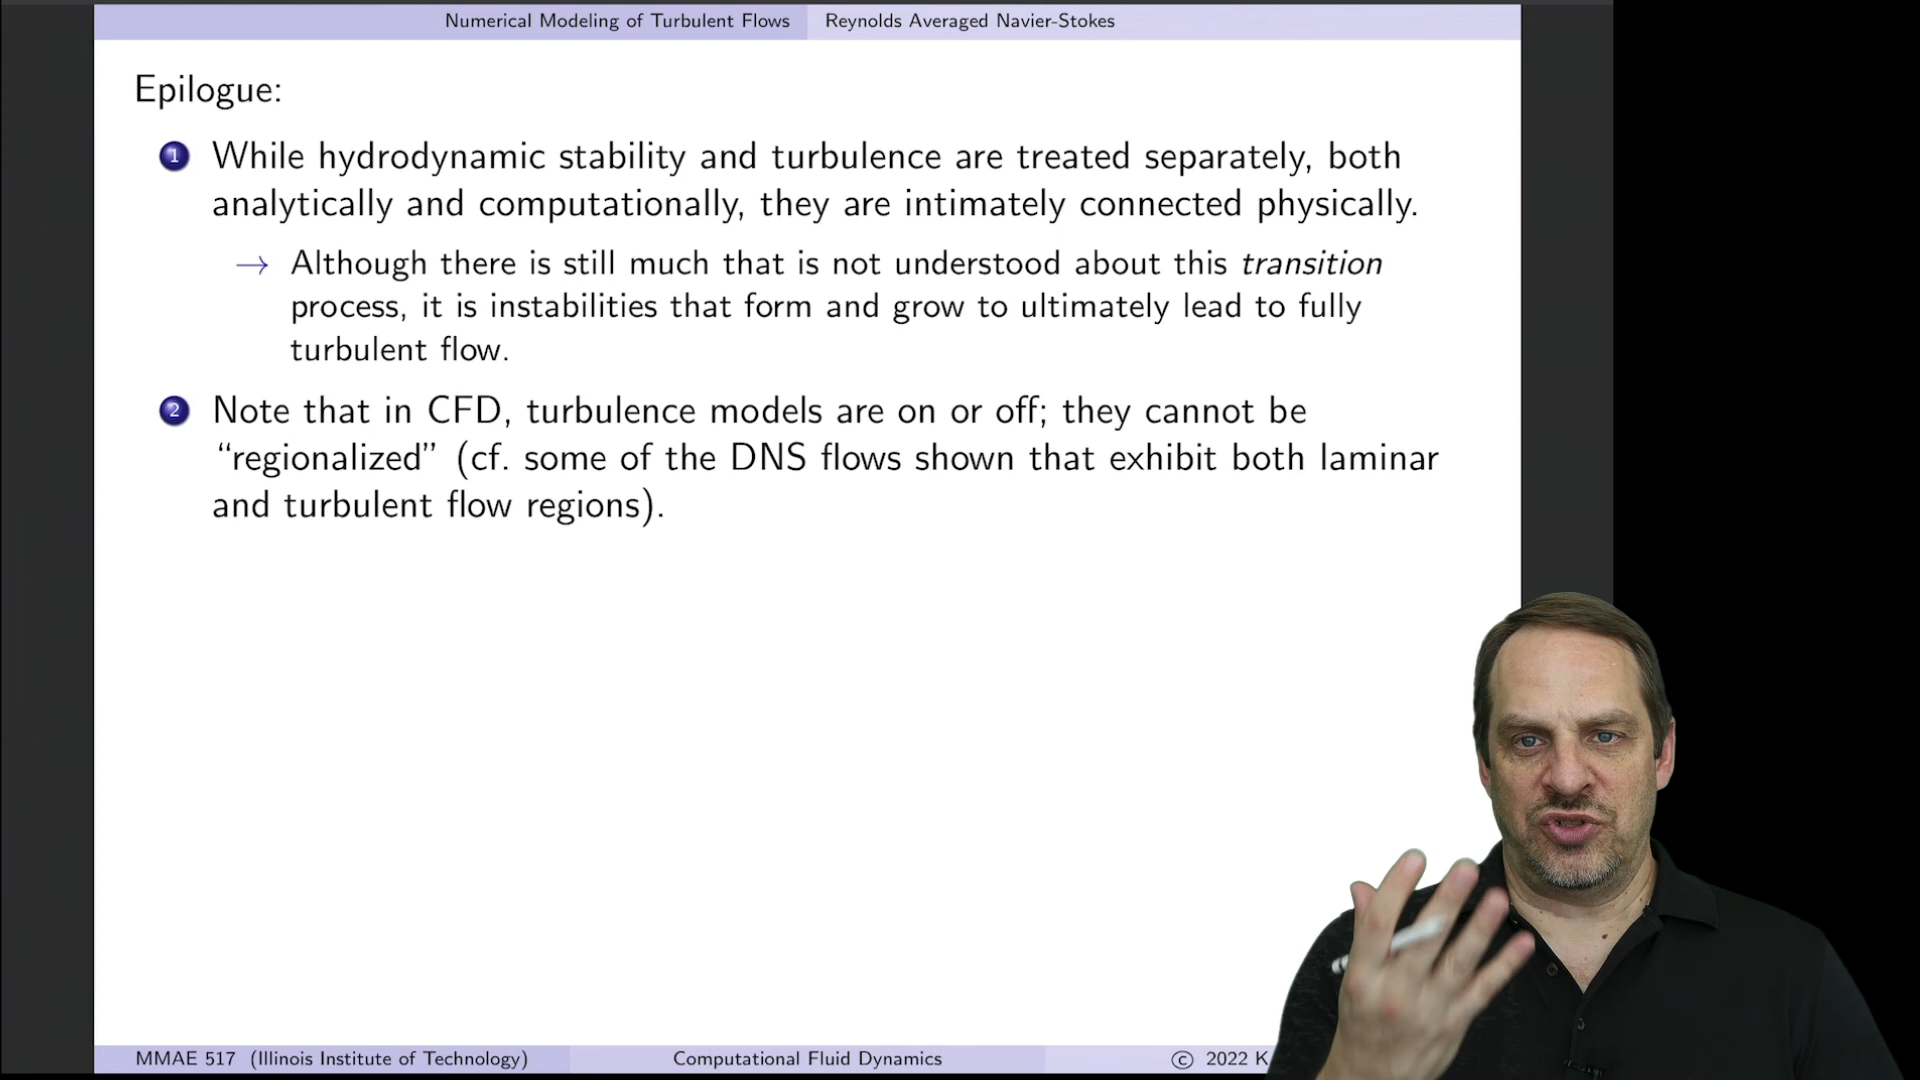 Numerical Modeling of Turbulent Flows Reynolds Averaged Navier-Stokes
Epilogue:
1 While hydrodynamic stability and turbulence are treated separately, both
analytically and computationally, they are intimately connected physically.
→ Although there is still much that is not understood about this transition
process, it is instabilities that form and grow to ultimately lead to fully
turbulent flow.
2 Note that in CFD, turbulence models are on or off; they cannot be
“regionalized” (cf. some of the DNS flows shown that exhibit both laminar
and turbulent flow regions).
MMAE 517 (Illinois Institute of Technology) Computational Fluid Dynamics © 2022 K